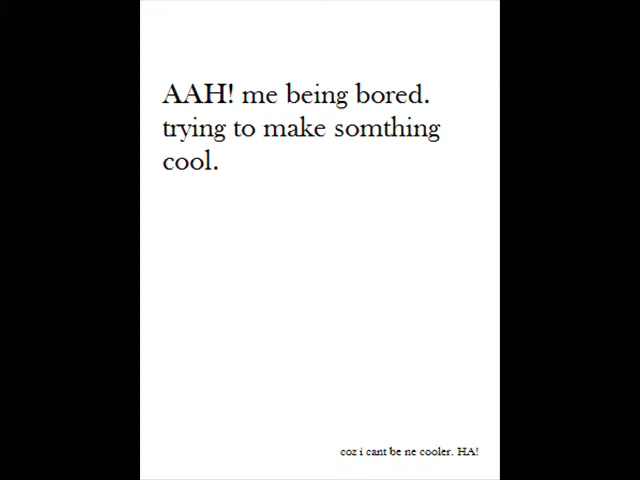 AAH! me being bored.
trying to make somthing
cool.
coz i cant be ne cooler. HA!